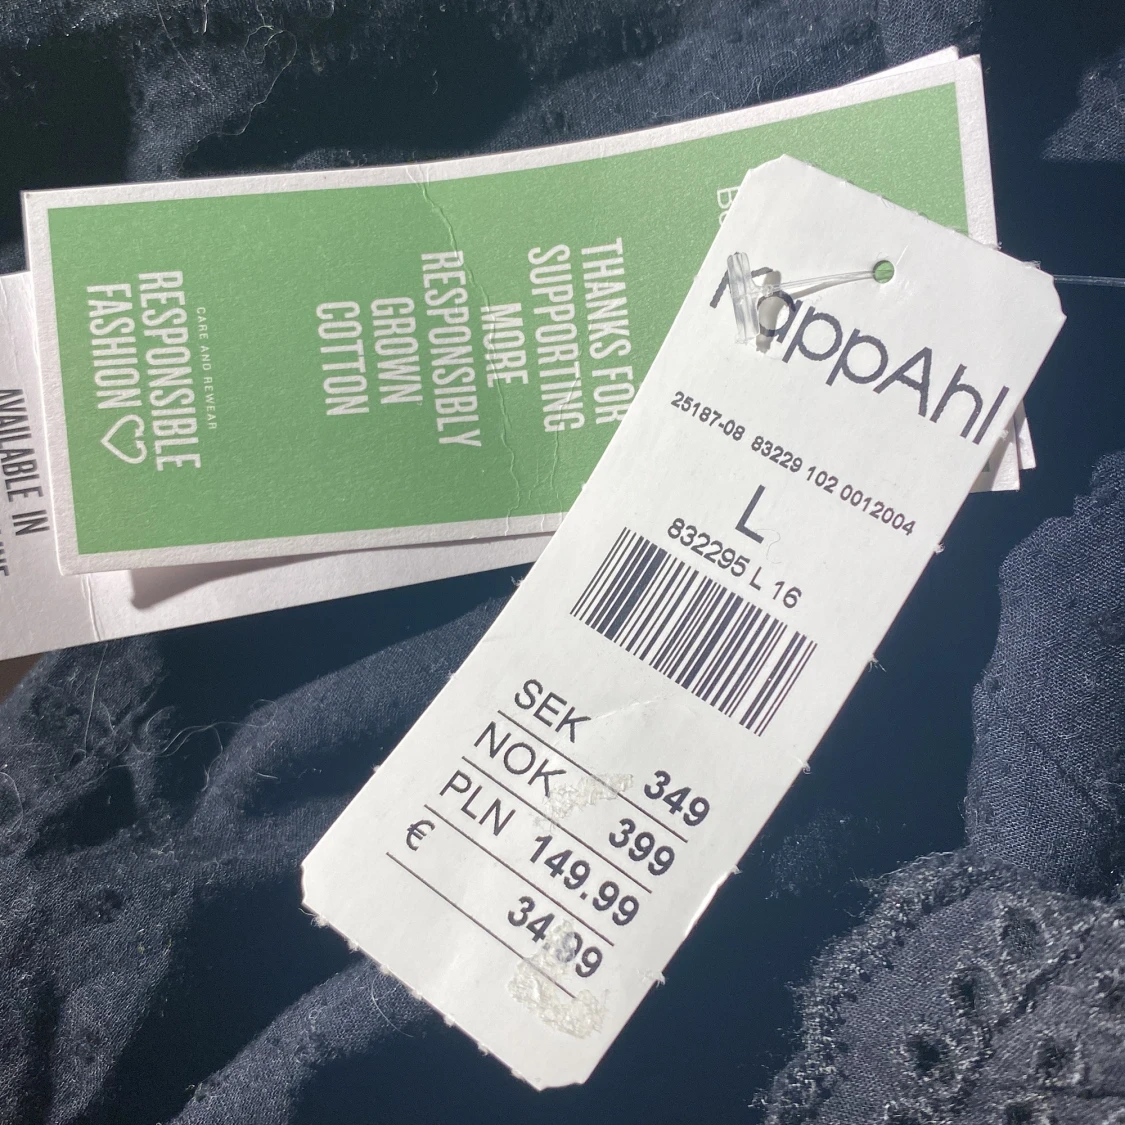 KappAhl
25187-08 83229 102 0012004
L
832295 L 16
SEK 349
NOK 399
PLN 149.99
€ 34.99
THANKS FOR
SUPPORTING
MORE
RESPONSIBLY
GROWN
COTTON
CARE AND REWEAR
RESPONSIBLE
FASHION
AVAILABLE IN